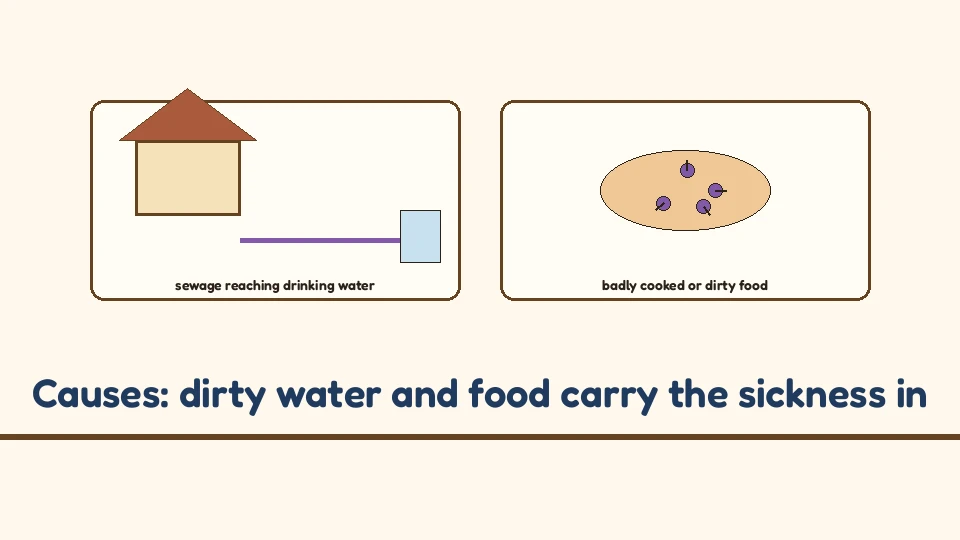 sewage reaching drinking water
badly cooked or dirty food
Causes: dirty water and food carry the sickness in